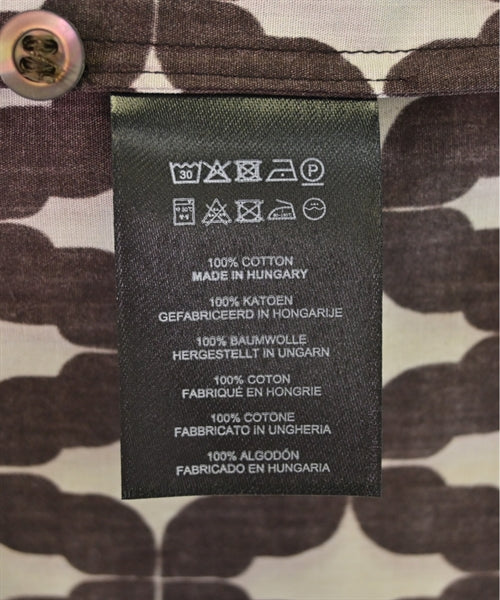 30 P
100% COTTON
MADE IN HUNGARY
100% KATOEN
GEFABRICEERD IN HONGARIJE
100% BAUMWOLLE
HERGESTELLT IN UNGARN
100% COTON
FABRIQUÉ EN HONGRIE
100% COTONE
FABBRICATO IN UNGHERIA
100% ALGODÓN
FABRICADO EN HUNGARIA